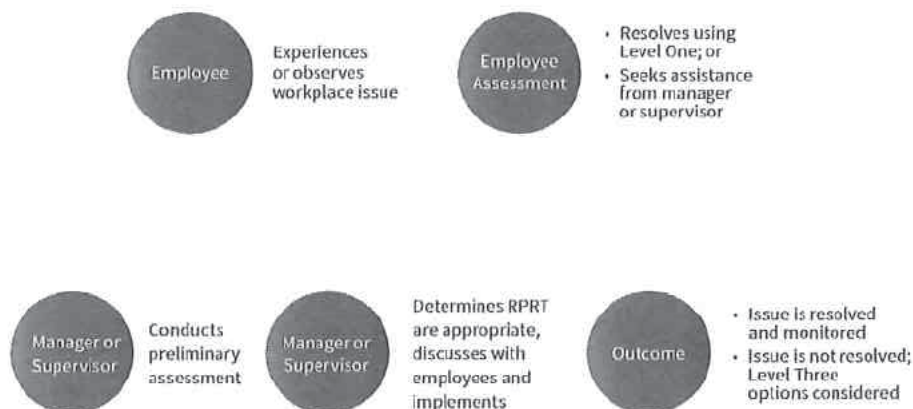 Employee
Experiences
or observes
workplace issue
Employee
Assessment
• Resolves using
Level One; or
• Seeks assistance
from manager
or supervisor
Manager or
Supervisor
Conducts
preliminary
assessment
Manager or
Supervisor
Determines RPRT
are appropriate,
discusses with
employees and
implements
Outcome
• Issue is resolved
and monitored
• Issue is not resolved;
Level Three
options considered